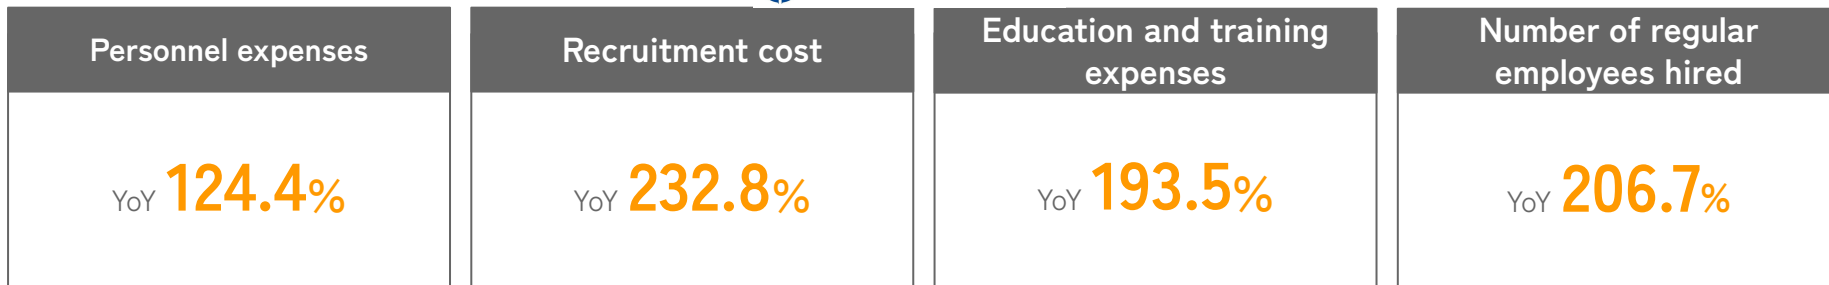 Personnel expenses
YoY 124.4%
Recruitment cost
YoY 232.8%
Education and training
expenses
YoY 193.5%
Number of regular
employees hired
YoY 206.7%